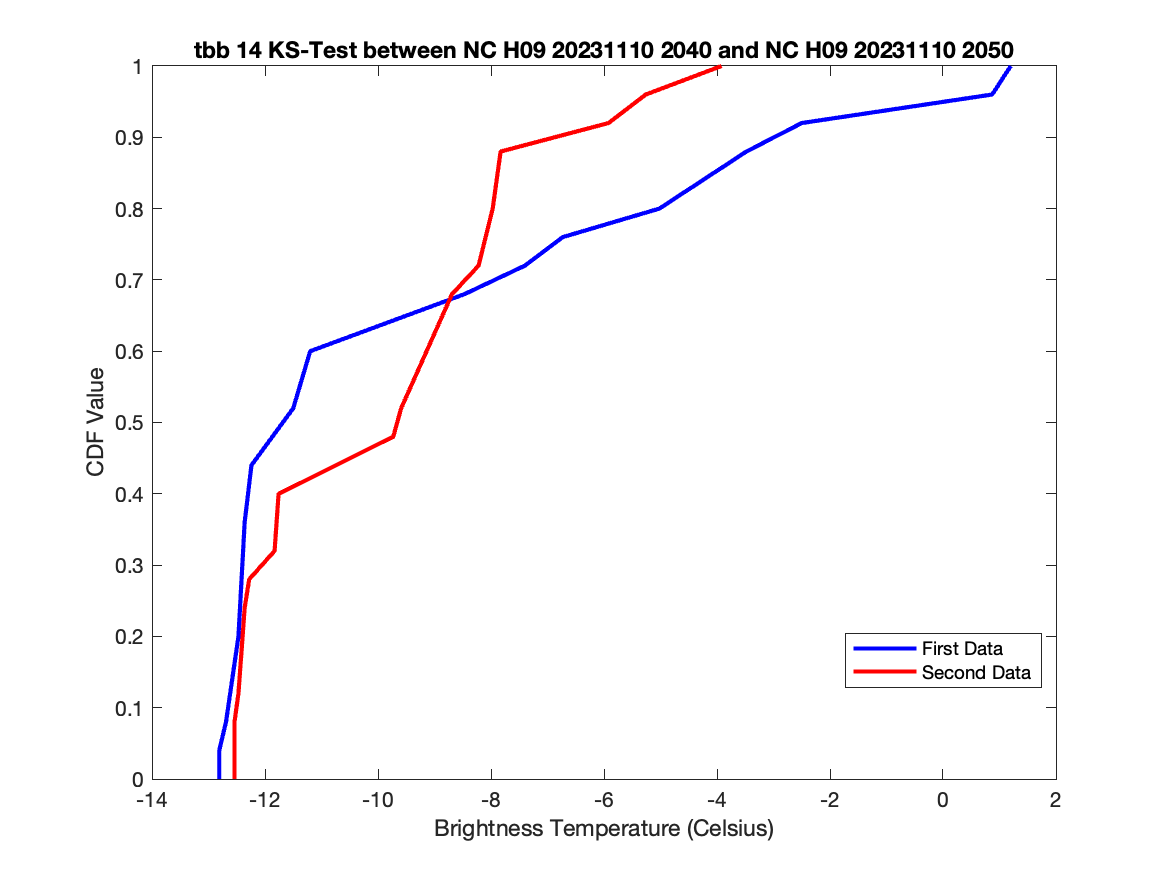 tbb 14 KS-Test between NC H09 20231110 2040 and NC H09 20231110 2050
1
0.9
0.8
0.7
0.6
0.5
0.4
0.3
0.2
0.1
0
CDF Value
First Data
Second Data
-14 -12 -10 -8 -6 -4 -2 0 2
Brightness Temperature (Celsius)